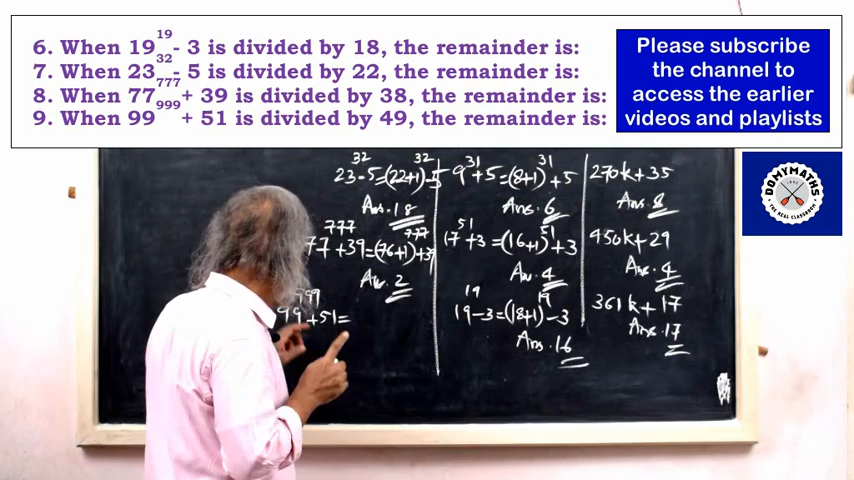 6. When 19^19 - 3 is divided by 18, the remainder is:
7. When 23^32 - 5 is divided by 22, the remainder is:
8. When 77^777 + 39 is divided by 38, the remainder is:
9. When 99^999 + 51 is divided by 49, the remainder is:
Please subscribe
the channel to
access the earlier
videos and playlists
DOMYMATHS
THE REAL CLASSROOM
23^32 - 5 = (22+1)^32 - 5
Ans. 18
77^777 + 39 = (76+1)^777 + 39
Ans. 2
99^999 + 51 =
9^31 + 5 = (8+1)^31 + 5
Ans. 6
17^51 + 3 = (16+1)^51 + 3
Ans. 4
19^19 - 3 = (18+1)^19 - 3
Ans. 16
270k + 35
Ans. 8
450k + 29
Ans. 4
361k + 17
Ans. 17